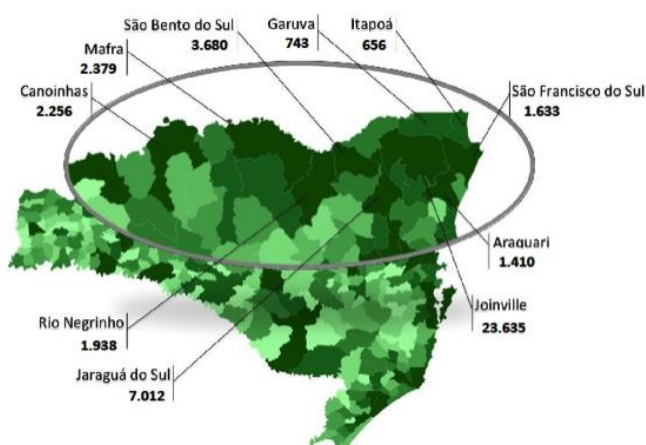 São Bento do Sul
3.680
Garuva
743
Itapoá
656
Mafra
2.379
Canoinhas
2.256
São Francisco do Sul
1.633
Araquari
1.410
Joinville
23.635
Rio Negrinho
1.938
Jaraguá do Sul
7.012